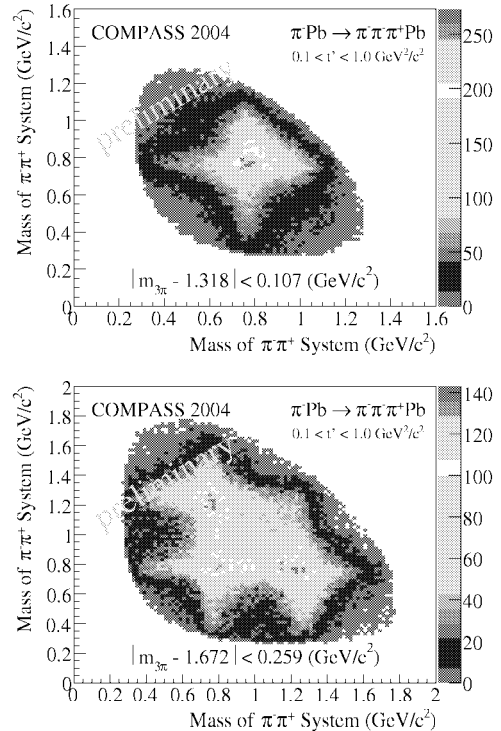 COMPASS 2004
π⁻Pb → π⁻π⁻π⁺Pb
0.1 < t' < 1.0 GeV²/c²
preliminary
Mass of π⁻π⁺ System (GeV/c²)
1.6
1.4
1.2
1
0.8
0.6
0.4
0.2
0
250
200
150
100
50
0
|m3π - 1.318| < 0.107 (GeV/c²)
0 0.2 0.4 0.6 0.8 1 1.2 1.4 1.6
Mass of π⁻π⁺ System (GeV/c²)
COMPASS 2004
π⁻Pb → π⁻π⁻π⁺Pb
0.1 < t' < 1.0 GeV²/c²
preliminary
Mass of π⁻π⁺ System (GeV/c²)
2
1.8
1.6
1.4
1.2
1
0.8
0.6
0.4
0.2
0
140
120
100
80
60
40
20
0
|m3π - 1.672| < 0.259 (GeV/c²)
0 0.2 0.4 0.6 0.8 1 1.2 1.4 1.6 1.8 2
Mass of π⁻π⁺ System (GeV/c²)